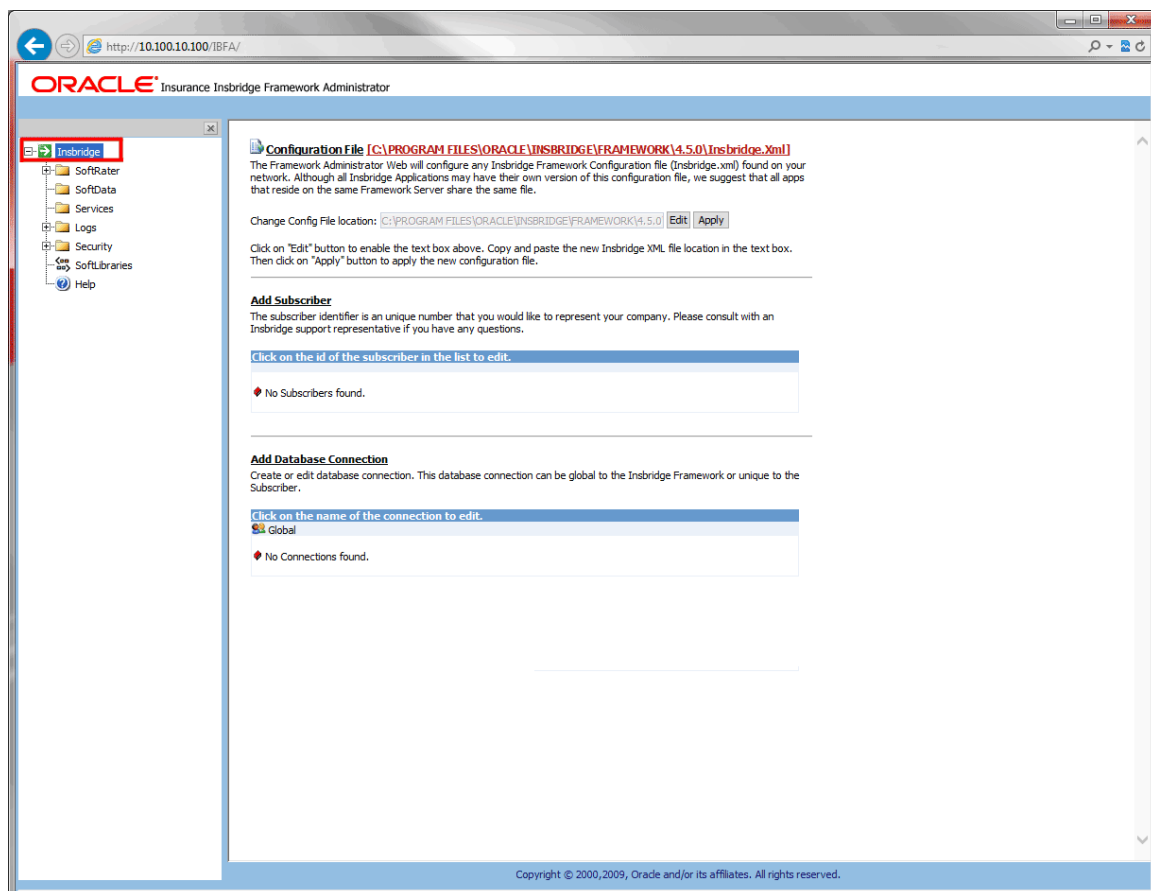 http://10.100.10.100/IBFA/
ORACLE Insurance Insbridge Framework Administrator
Insbridge
SoftRater
SoftData
Services
Logs
Security
SoftLibraries
Help
Configuration File [C:\PROGRAM FILES\ORACLE\INSBRIDGE\FRAMEWORK\4.5.0\Insbridge.Xml]
The Framework Administrator Web will configure any Insbridge Framework Configuration file (Insbridge.xml) found on your
network. Although all Insbridge Applications may have their own version of this configuration file, we suggest that all apps
that reside on the same Framework Server share the same file.
Change Config File location: C:\PROGRAM FILES\ORACLE\INSBRIDGE\FRAMEWORK\4.5.0 Edit Apply
Click on "Edit" button to enable the text box above. Copy and paste the new Insbridge XML file location in the text box.
Then click on "Apply" button to apply the new configuration file.
Add Subscriber
The subscriber identifier is an unique number that you would like to represent your company. Please consult with an
Insbridge support representative if you have any questions.
Click on the id of the subscriber in the list to edit.
No Subscribers found.
Add Database Connection
Create or edit database connection. This database connection can be global to the Insbridge Framework or unique to the
Subscriber.
Click on the name of the connection to edit.
Global
No Connections found.
Copyright © 2000,2009, Oracle and/or its affiliates. All rights reserved.